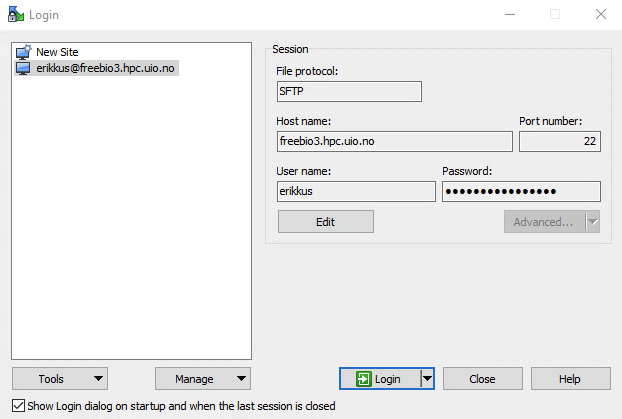 Login
New Site
erikkus@freebio3.hpc.uio.no
Session
File protocol:
SFTP
Host name:
Port number:
freebio3.hpc.uio.no
22
User name:
Password:
erikkus
••••••••••••••••
Edit
Advanced...
Tools
Manage
Login
Close
Help
Show Login dialog on startup and when the last session is closed